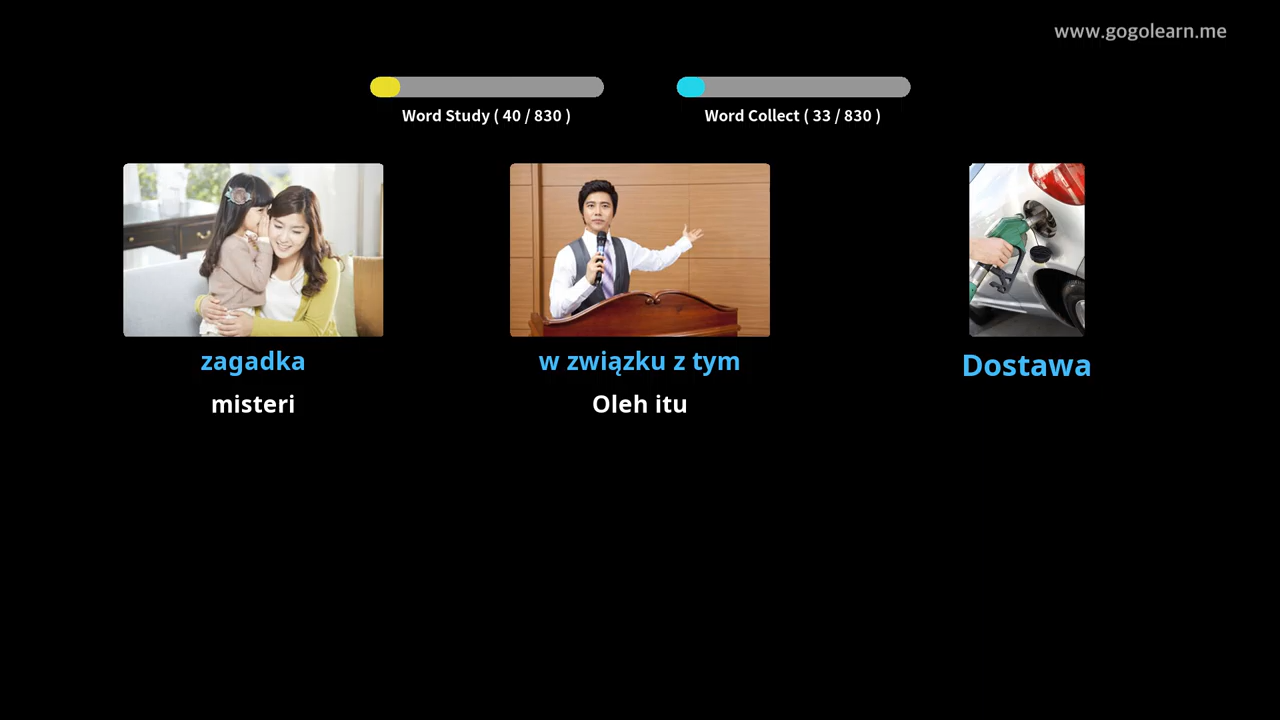 www.gogolearn.me
Word Study ( 40 / 830 )
Word Collect ( 33 / 830 )
zagadka
misteri
w związku z tym
Oleh itu
Dostawa